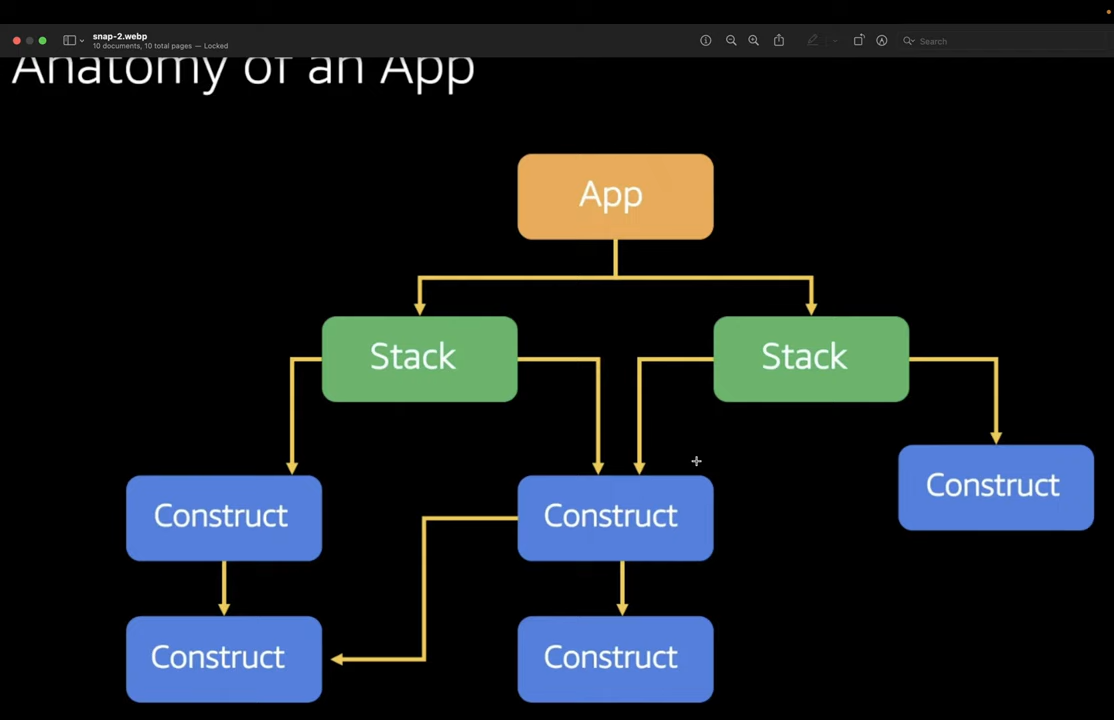 snap-2.webp
10 documents, 10 total pages — Locked
Search
Anatomy of an App
App
Stack
Stack
Construct
Construct
Construct
Construct
Construct